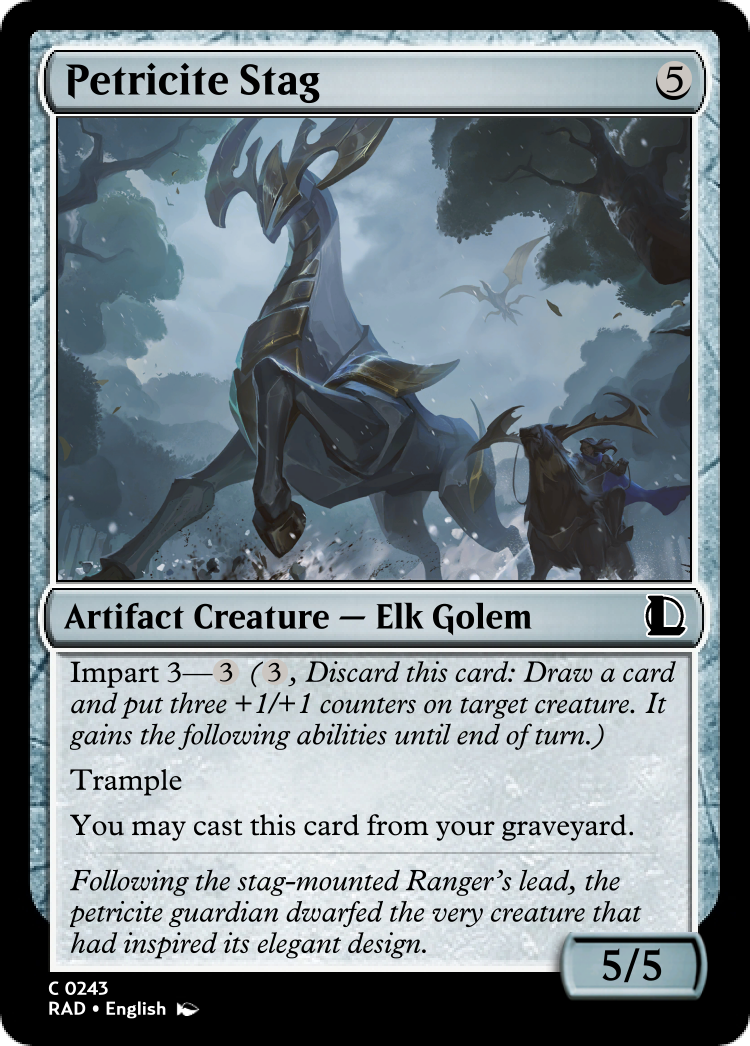 Petricite Stag 5
Artifact Creature — Elk Golem
Impart 3—3 (3, Discard this card: Draw a card
and put three +1/+1 counters on target creature. It
gains the following abilities until end of turn.)
Trample
You may cast this card from your graveyard.
Following the stag-mounted Ranger's lead, the
petricite guardian dwarfed the very creature that
had inspired its elegant design.
5/5
C 0243
RAD • English